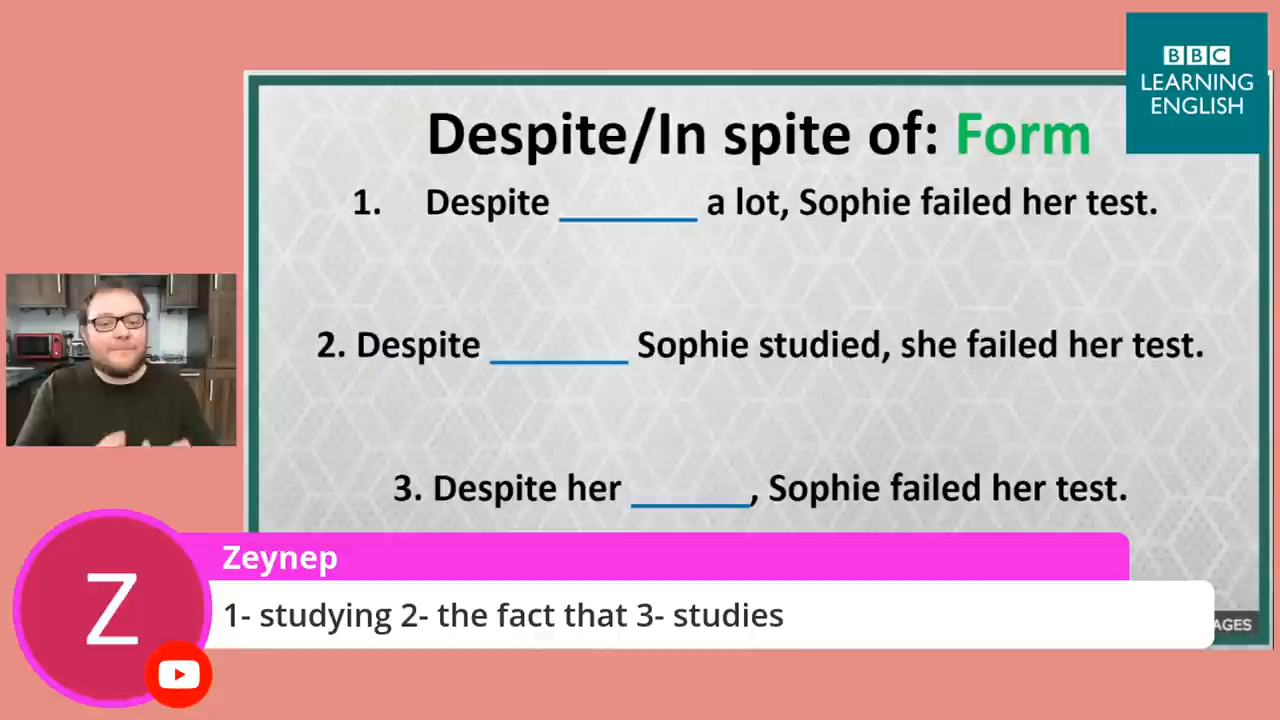 BBC
LEARNING
ENGLISH
Despite/In spite of: Form
1. Despite ________ a lot, Sophie failed her test.
2. Despite ________ Sophie studied, she failed her test.
3. Despite her _______, Sophie failed her test.
Zeynep
Z
1- studying 2- the fact that 3- studies